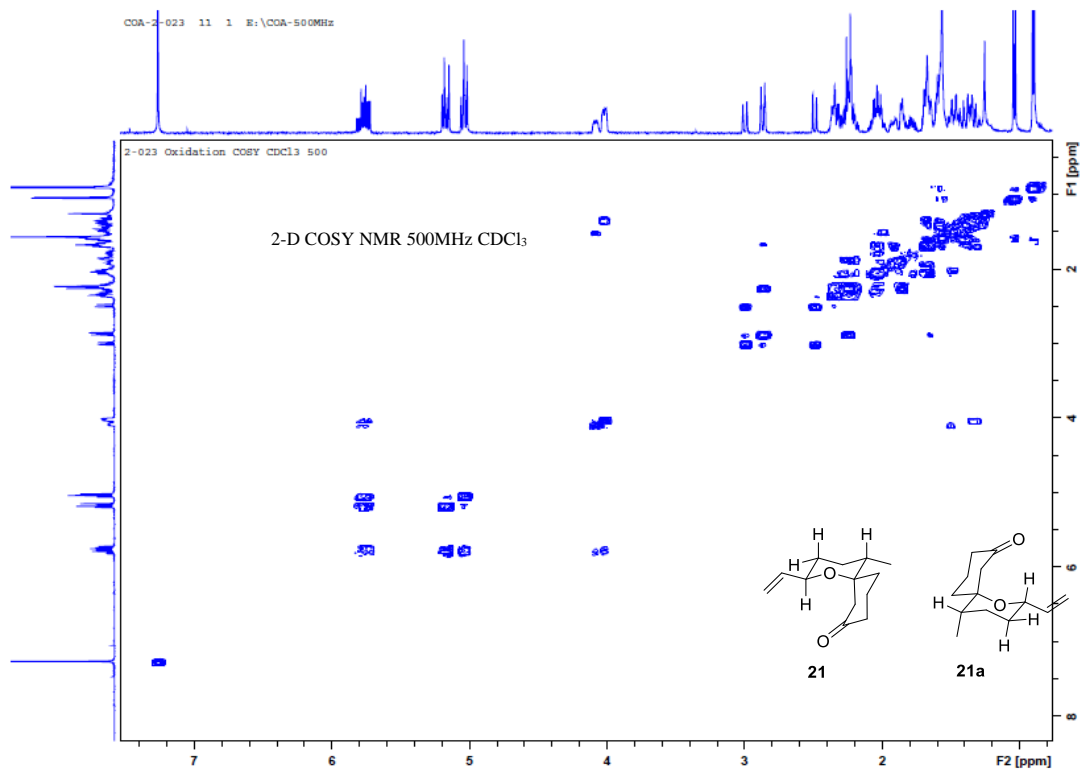 COA-2-023 11 1 E:\COA-500MHz
2-023 Oxidation COSY CDCl3 500
2-D COSY NMR 500MHz CDCl₃
F1 [ppm]
2
4
6
8
H
H
H
O
H
O
21
O
O
H
H
H
21a
7
6
5
4
3
2
F2 [ppm]